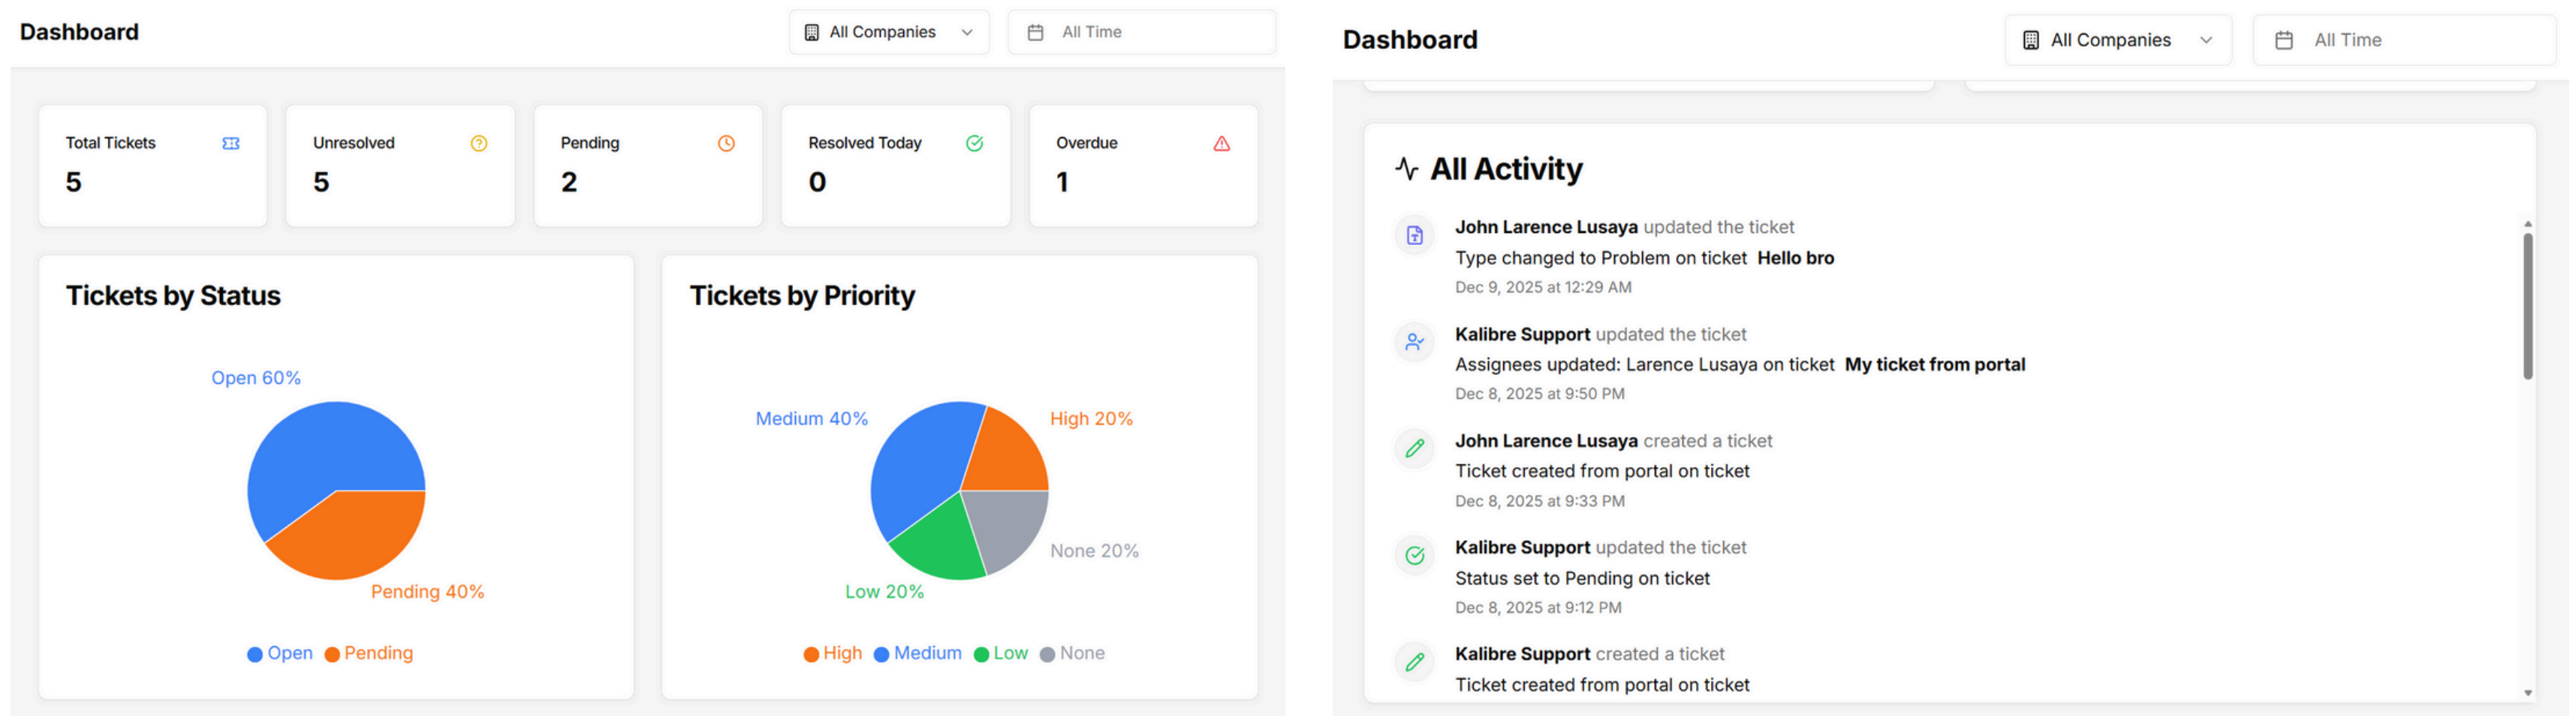 Dashboard
All Companies
All Time
Total Tickets
5
Unresolved
5
Pending
2
Resolved Today
0
Overdue
1
Tickets by Status
Open 60%
Pending 40%
Open Pending
Tickets by Priority
Medium 40%
High 20%
None 20%
Low 20%
High Medium Low None
Dashboard
All Companies
All Time
All Activity
John Larence Lusaya updated the ticket
Type changed to Problem on ticket Hello bro
Dec 9, 2025 at 12:29 AM
Kalibre Support updated the ticket
Assignees updated: Larence Lusaya on ticket My ticket from portal
Dec 8, 2025 at 9:50 PM
John Larence Lusaya created a ticket
Ticket created from portal on ticket
Dec 8, 2025 at 9:33 PM
Kalibre Support updated the ticket
Status set to Pending on ticket
Dec 8, 2025 at 9:12 PM
Kalibre Support created a ticket
Ticket created from portal on ticket